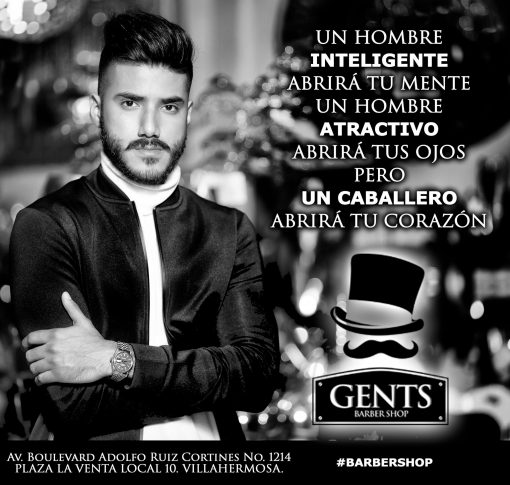 UN HOMBRE
INTELIGENTE
ABRIRÁ TU MENTE
UN HOMBRE
ATRACTIVO
ABRIRÁ TUS OJOS
PERO
UN CABALLERO
ABRIRÁ TU CORAZÓN
GENTS
BARBER SHOP
AV. BOULEVARD ADOLFO RUIZ CORTINES NO. 1214
PLAZA LA VENTA LOCAL 10. VILLAHERMOSA.
#BARBERSHOP